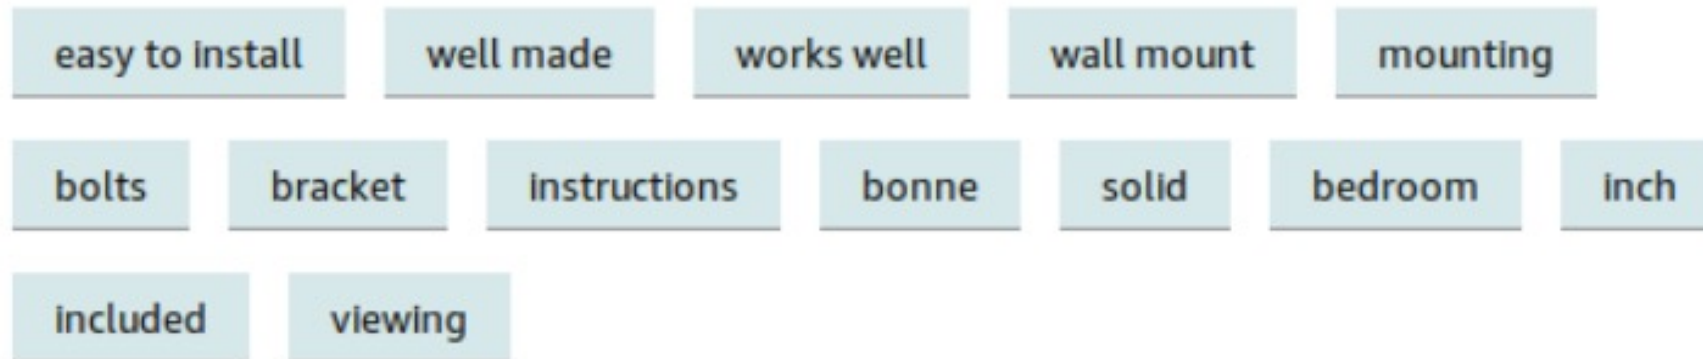 easy to install well made works well wall mount mounting
bolts bracket instructions bonne solid bedroom inch
included viewing